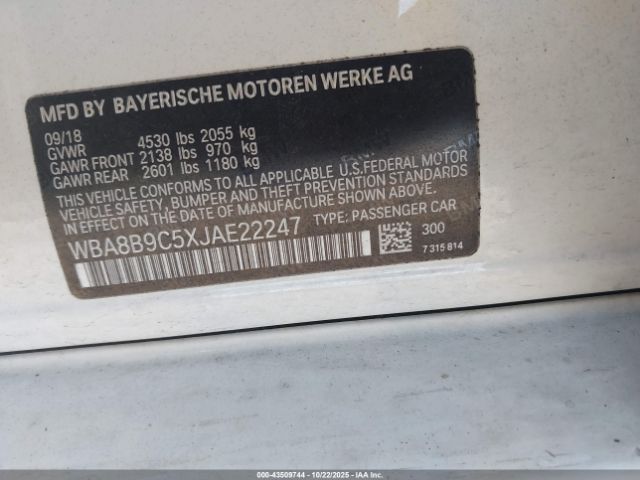 MFD BY BAYERISCHE MOTOREN WERKE AG
09/18
GVWR 4530 lbs 2055 kg
GAWR FRONT 2138 lbs 970 kg
GAWR REAR 2601 lbs 1180 kg
THIS VEHICLE CONFORMS TO ALL APPLICABLE U.S.FEDERAL MOTOR
VEHICLE SAFETY, BUMPER AND THEFT PREVENTION STANDARDS
IN EFFECT ON THE DATE OF MANUFACTURE SHOWN ABOVE.
WBA8B9C5XJAE22247 TYPE: PASSENGER CAR
300
7 315 814
000-43509744 | 10/22/2025 | IAA Inc.